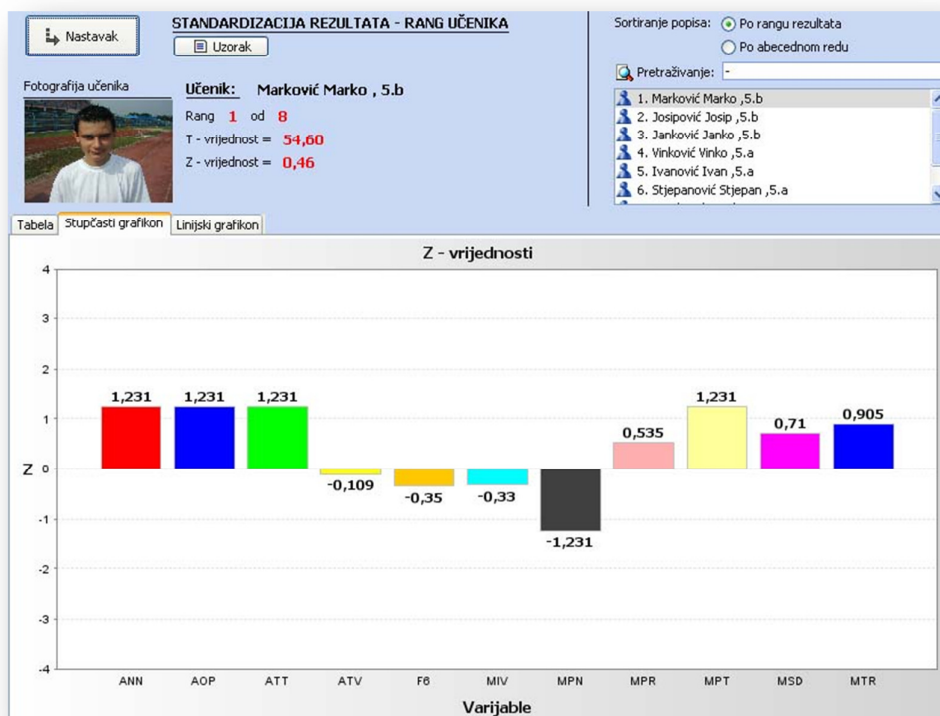 Nastavak
STANDARDIZACIJA REZULTATA - RANG UČENIKA
Uzorak
Fotografija učenika
Učenik: Marković Marko , 5.b
Rang 1 od 8
T - vrijednost = 54,60
Z - vrijednost = 0,46
Sortiranje popisa:
Po rangu rezultata
Po abecednom redu
Pretraživanje: -
1. Marković Marko ,5.b
2. Josipović Josip ,5.b
3. Janković Janko ,5.b
4. Vinković Vinko ,5.a
5. Ivanović Ivan ,5.a
6. Stjepanović Stjepan ,5.a
Tabela Stupčasti grafikon Linijski grafikon
Z - vrijednosti
4
3
2
1
0
-1
-2
-3
-4
Z
1,231 1,231 1,231 -0,109 -0,35 -0,33 -1,231 0,535 1,231 0,71 0,905
ANN AOP ATT ATV F6 MIV MPN MPR MPT MSD MTR
Varijable